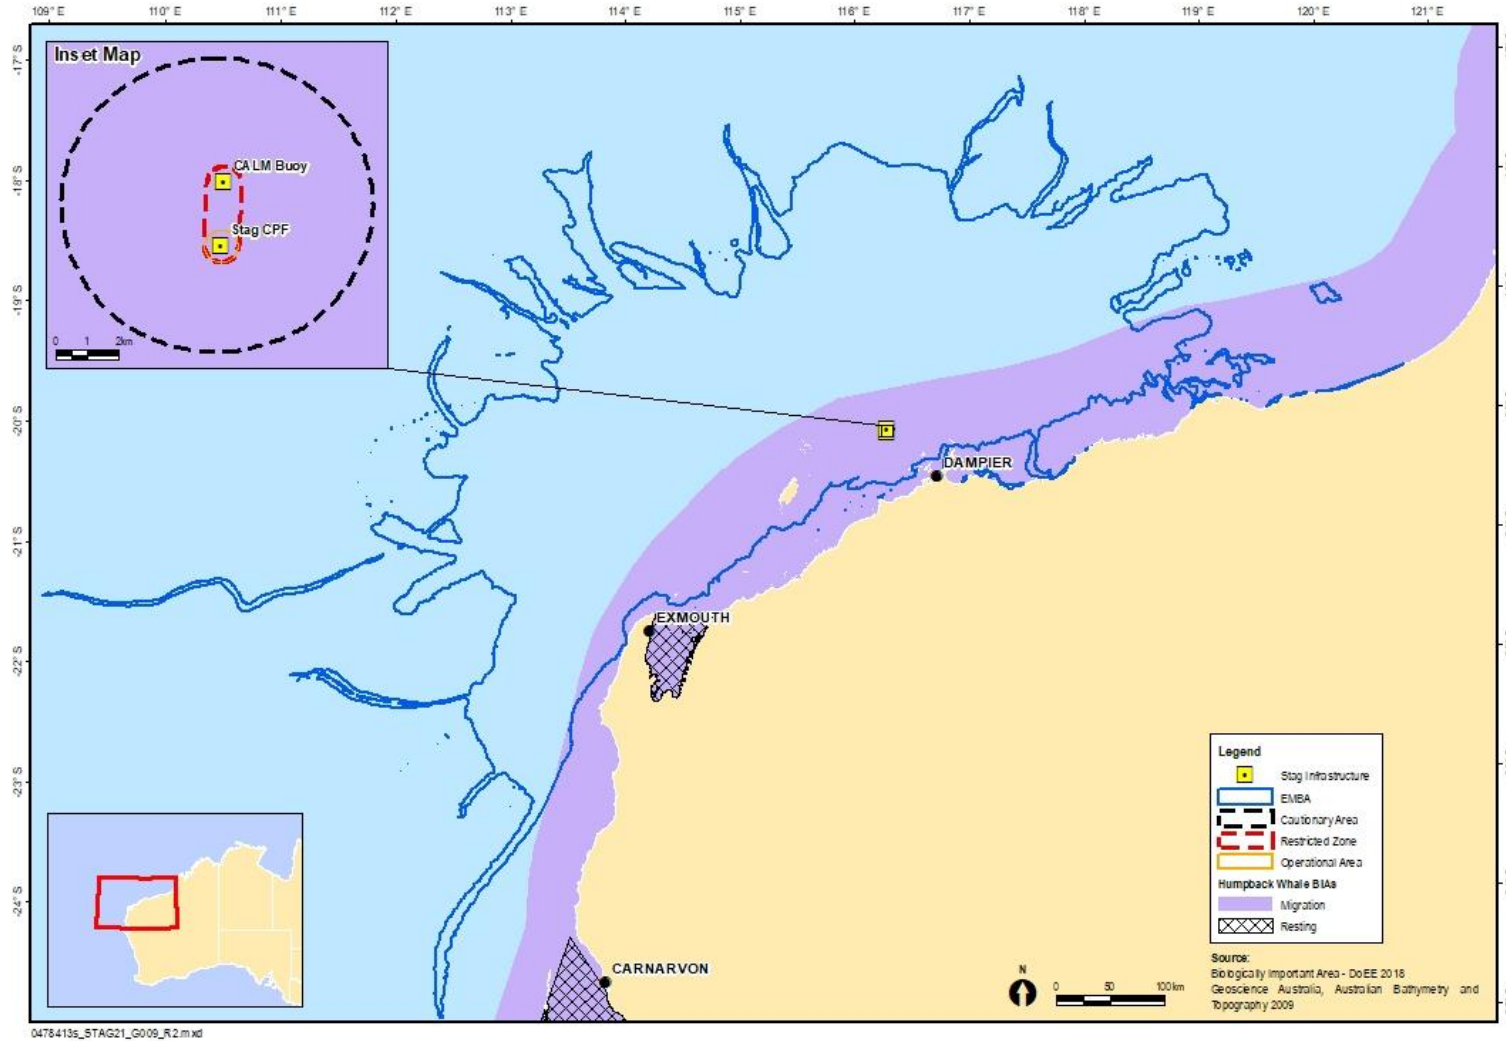 109° E 110° E 111° E 112° E 113° E 114° E 115° E 116° E 117° E 118° E 119° E 120° E 121° E
-17° S
-18° S
-19° S
-20° S
-21° S
-22° S
-23° S
-24° S
Inset Map
CALM Buoy
Stag CPF
0 1 2km
DAMPIER
EXMOUTH
CARNARVON
Legend
Stag Infrastructure
EMBA
Cautionary Area
Restricted Zone
Operational Area
Humpback Whale BIAs
Migration
Resting
N
0 50 100 km
Source:
Biologically Important Area - DoEE 2018
Geoscience Australia, Australian Bathymetry and
Topography 2009
0478413s_STAG21_G009_R2.mxd